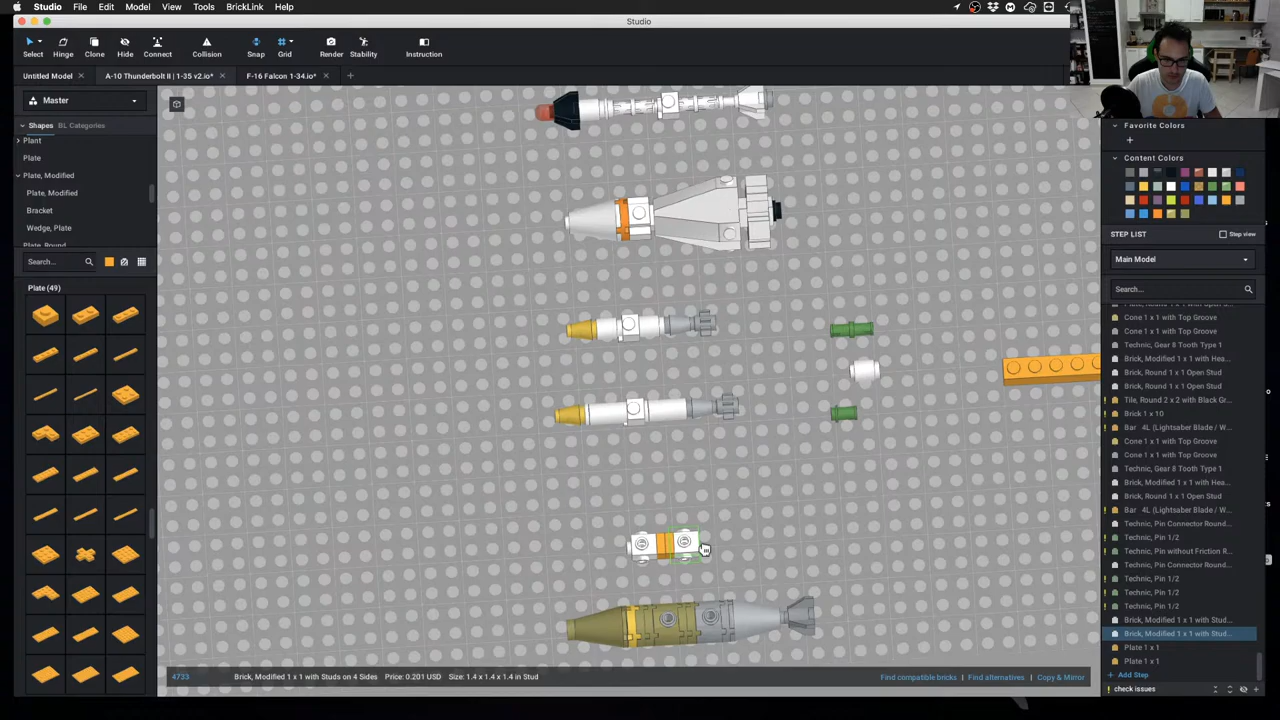 Studio File Edit Model View Tools BrickLink Help
Studio
Select Hinge Clone Hide Connect Collision Snap Grid Render Stability Instruction
Untitled Model A-10 Thunderbolt II | 1-35 v2.io* F-16 Falcon 1-34.io*
Master
Shapes BL Categories
Plant
Plate
Plate, Modified
Plate, Modified
Bracket
Wedge, Plate
Plate, Round
Search...
Plate (49)
Favorite Colors
Content Colors
STEP LIST
Step view
Main Model
Search...
Cone 1 x 1 with Top Groove
Cone 1 x 1 with Top Groove
Technic, Gear 8 Tooth Type 1
Brick, Modified 1 x 1 with Hea...
Brick, Round 1 x 1 Open Stud
Brick, Round 1 x 1 Open Stud
Tile, Round 2 x 2 with Black Gr...
Brick 1 x 10
Bar 4L (Lightsaber Blade / W...
Cone 1 x 1 with Top Groove
Cone 1 x 1 with Top Groove
Technic, Gear 8 Tooth Type 1
Brick, Modified 1 x 1 with Hea...
Brick, Round 1 x 1 Open Stud
Bar 4L (Lightsaber Blade / W...
Technic, Pin Connector Round...
Technic, Pin 1/2
Technic, Pin without Friction R...
Technic, Pin Connector Round...
Technic, Pin 1/2
Technic, Pin 1/2
Technic, Pin 1/2
Brick, Modified 1 x 1 with Stud...
Brick, Modified 1 x 1 with Stud...
Plate 1 x 1
Plate 1 x 1
Add Step
check issues
4733 Brick, Modified 1 x 1 with Studs on 4 Sides Price: 0.201 USD Size: 1.4 x 1.4 x 1.4 in Stud Find compatible bricks Find alternatives Copy & Mirror